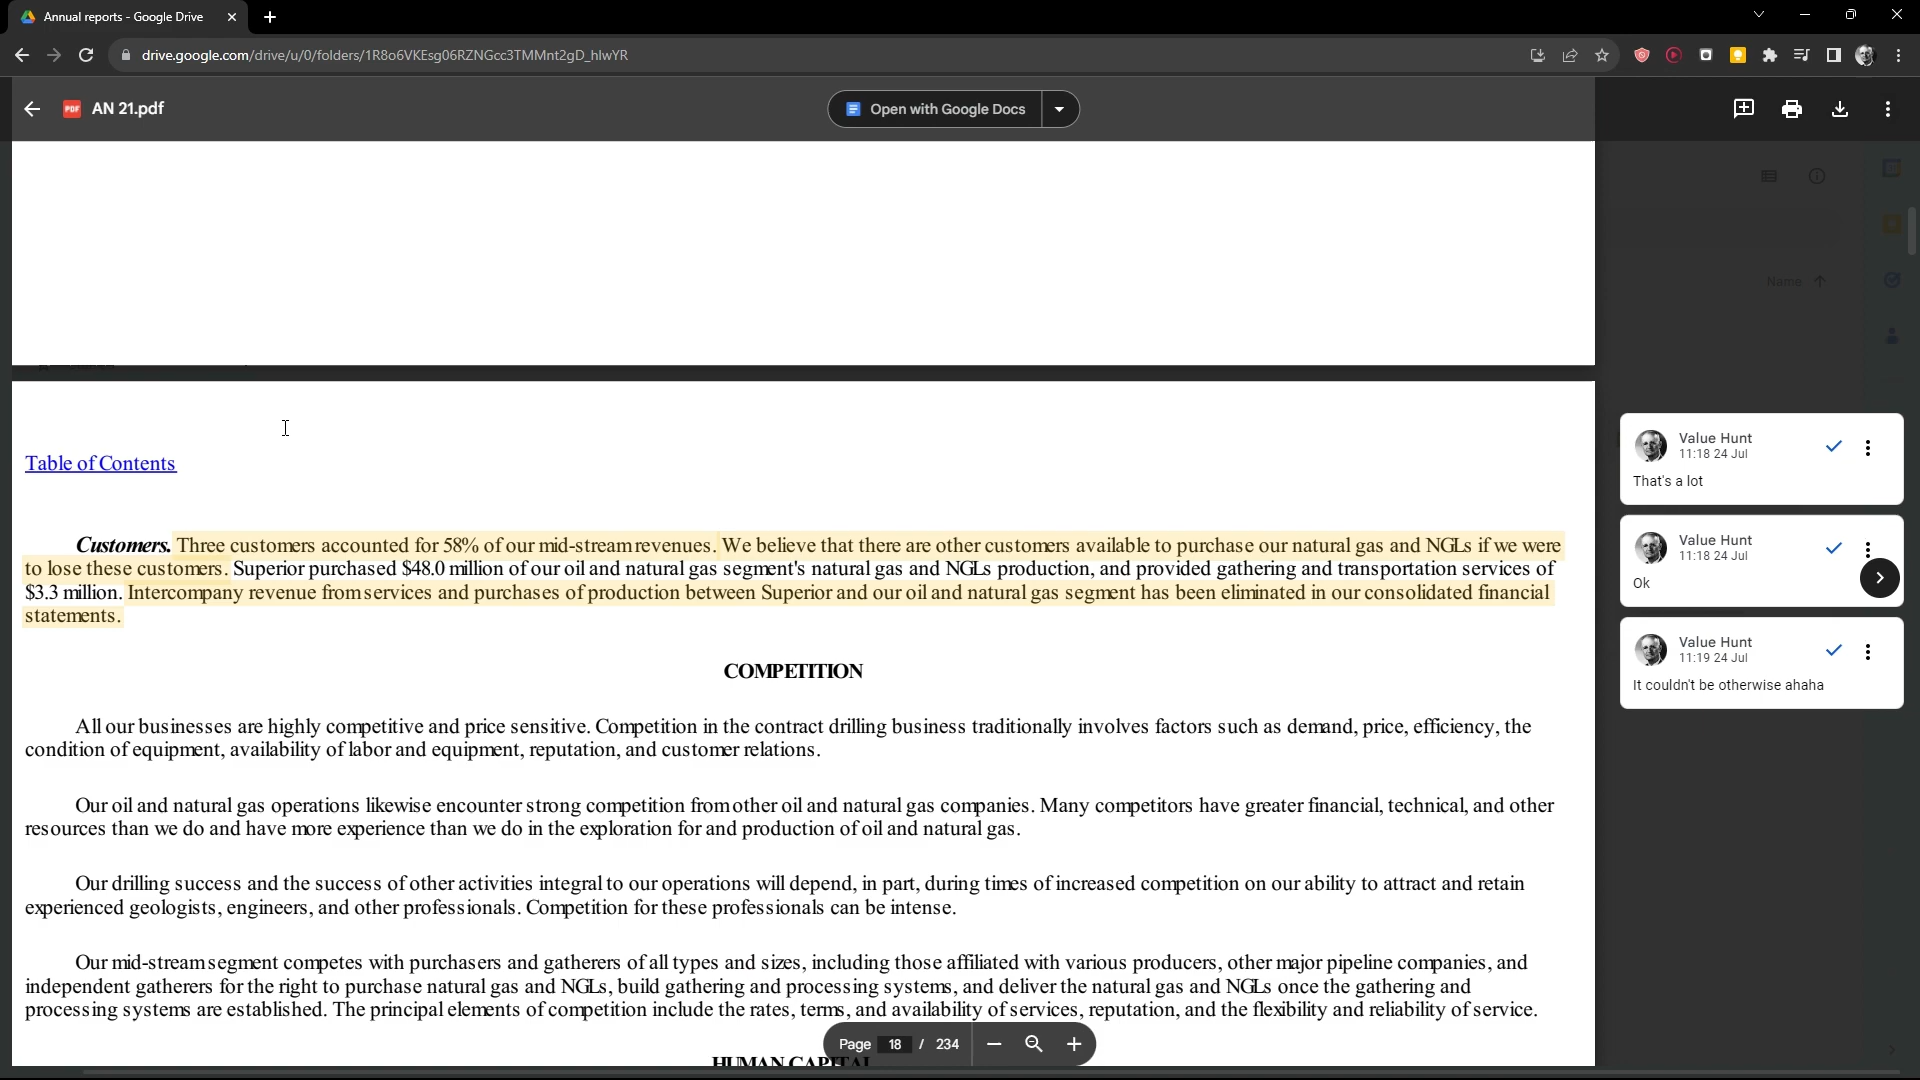 Annual reports - Google Drive
drive.google.com/drive/u/0/folders/1R8o6VKEsg06RZNGcc3TMMnt2gD_hlwYR
PDF AN 21.pdf
Open with Google Docs
Name
Table of Contents
Customers. Three customers accounted for 58% of our mid-stream revenues. We believe that there are other customers available to purchase our natural gas and NGLs if we were
to lose these customers. Superior purchased $48.0 million of our oil and natural gas segment's natural gas and NGLs production, and provided gathering and transportation services of
$3.3 million. Intercompany revenue from services and purchases of production between Superior and our oil and natural gas segment has been eliminated in our consolidated financial
statements.
COMPETITION
All our businesses are highly competitive and price sensitive. Competition in the contract drilling business traditionally involves factors such as demand, price, efficiency, the
condition of equipment, availability of labor and equipment, reputation, and customer relations.
Our oil and natural gas operations likewise encounter strong competition from other oil and natural gas companies. Many competitors have greater financial, technical, and other
resources than we do and have more experience than we do in the exploration for and production of oil and natural gas.
Our drilling success and the success of other activities integral to our operations will depend, in part, during times of increased competition on our ability to attract and retain
experienced geologists, engineers, and other professionals. Competition for these professionals can be intense.
Our mid-stream segment competes with purchasers and gatherers of all types and sizes, including those affiliated with various producers, other major pipeline companies, and
independent gatherers for the right to purchase natural gas and NGLs, build gathering and processing systems, and deliver the natural gas and NGLs once the gathering and
processing systems are established. The principal elements of competition include the rates, terms, and availability of services, reputation, and the flexibility and reliability of service.
HUMAN CAPITAL
Page 18 / 234
Value Hunt
11:18 24 Jul
That's a lot
Value Hunt
11:18 24 Jul
Ok
Value Hunt
11:19 24 Jul
It couldn't be otherwise ahaha